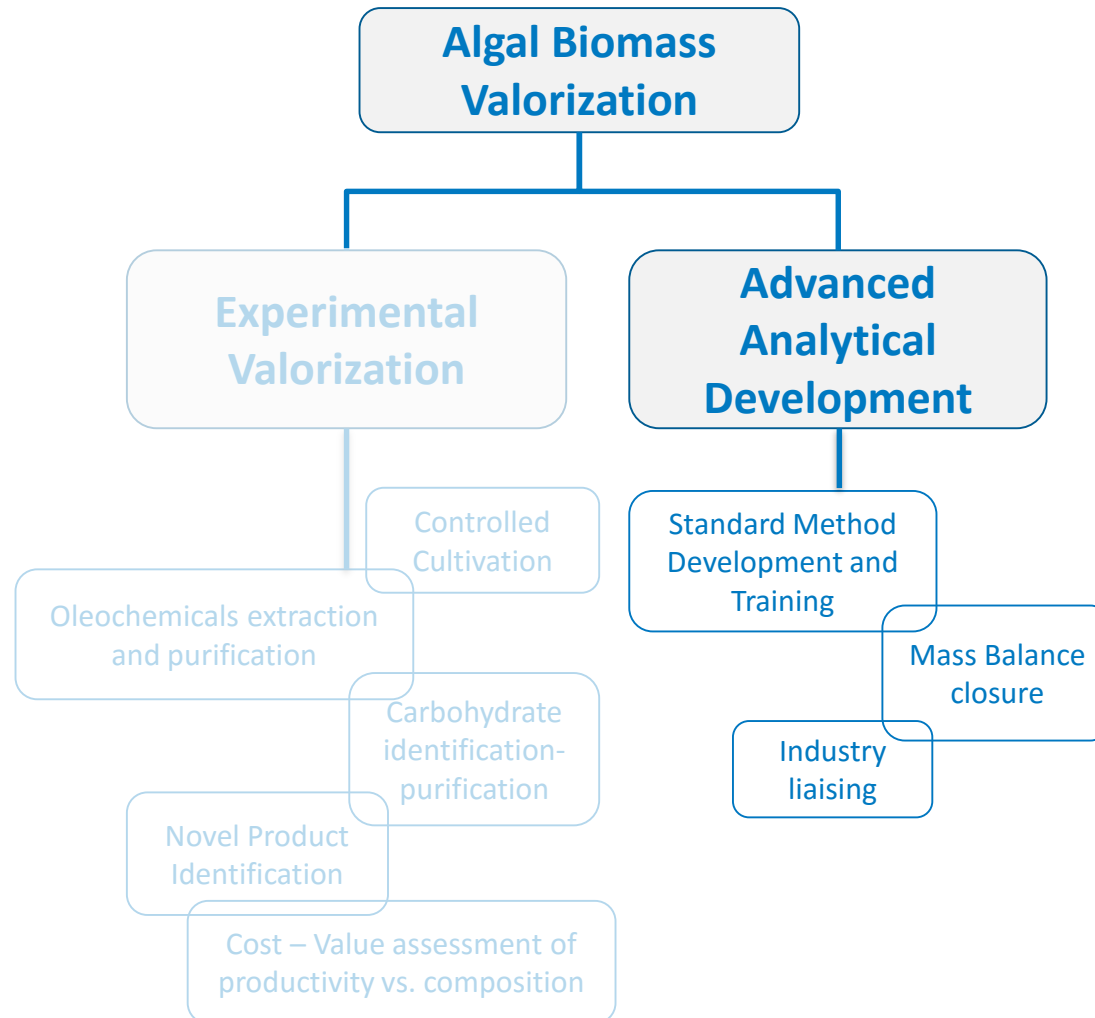 Algal Biomass
Valorization
Experimental
Valorization
Controlled
Cultivation
Oleochemicals extraction
and purification
Carbohydrate
identification-
purification
Novel Product
Identification
Cost – Value assessment of
productivity vs. composition
Advanced
Analytical
Development
Standard Method
Development and
Training
Mass Balance
closure
Industry
liaising